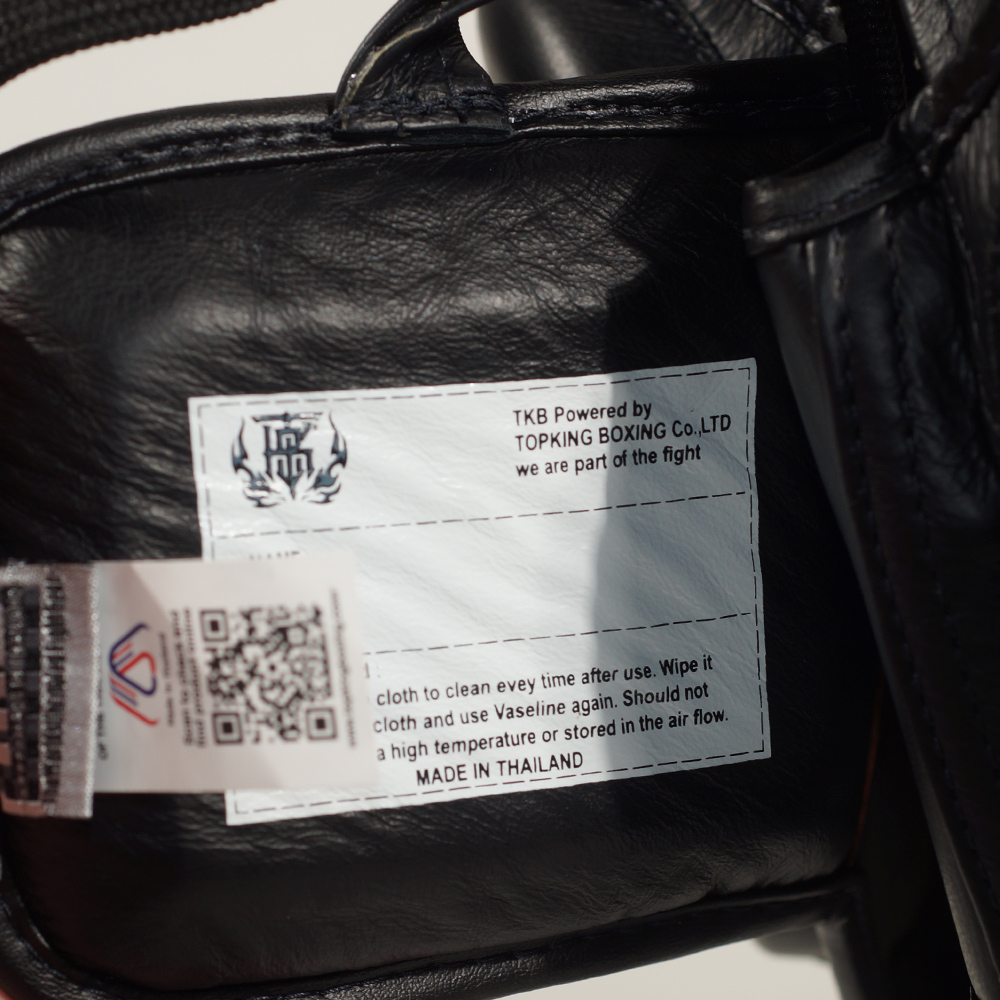 TKB Powered by
TOPKING BOXING Co.,LTD
we are part of the fight
cloth to clean evey time after use. Wipe it
cloth and use Vaseline again. Should not
a high temperature or stored in the air flow.
MADE IN THAILAND